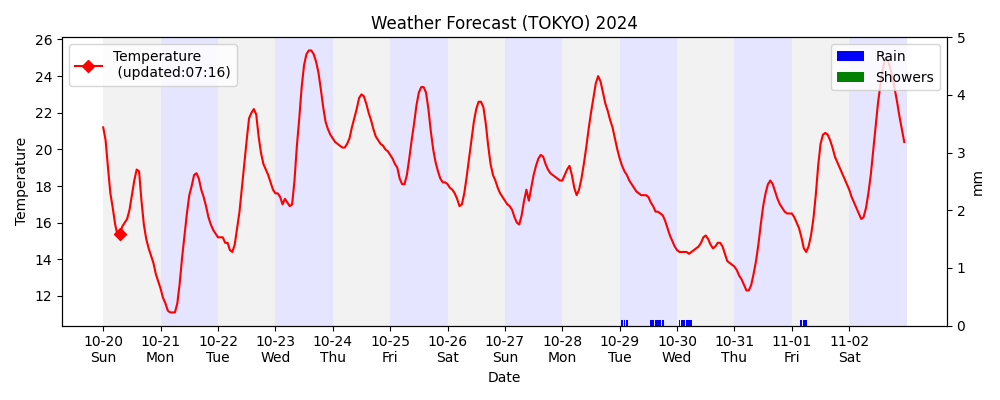 Weather Forecast (TOKYO) 2024
Temperature
(updated:07:16)
Rain
Showers
26
24
22
20
18
16
14
12
Temperature
5
4
3
2
1
0
mm
10-20 10-21 10-22 10-23 10-24 10-25 10-26 10-27 10-28 10-29 10-30 10-31 11-01 11-02
Sun Mon Tue Wed Thu Fri Sat Sun Mon Tue Wed Thu Fri Sat
Date